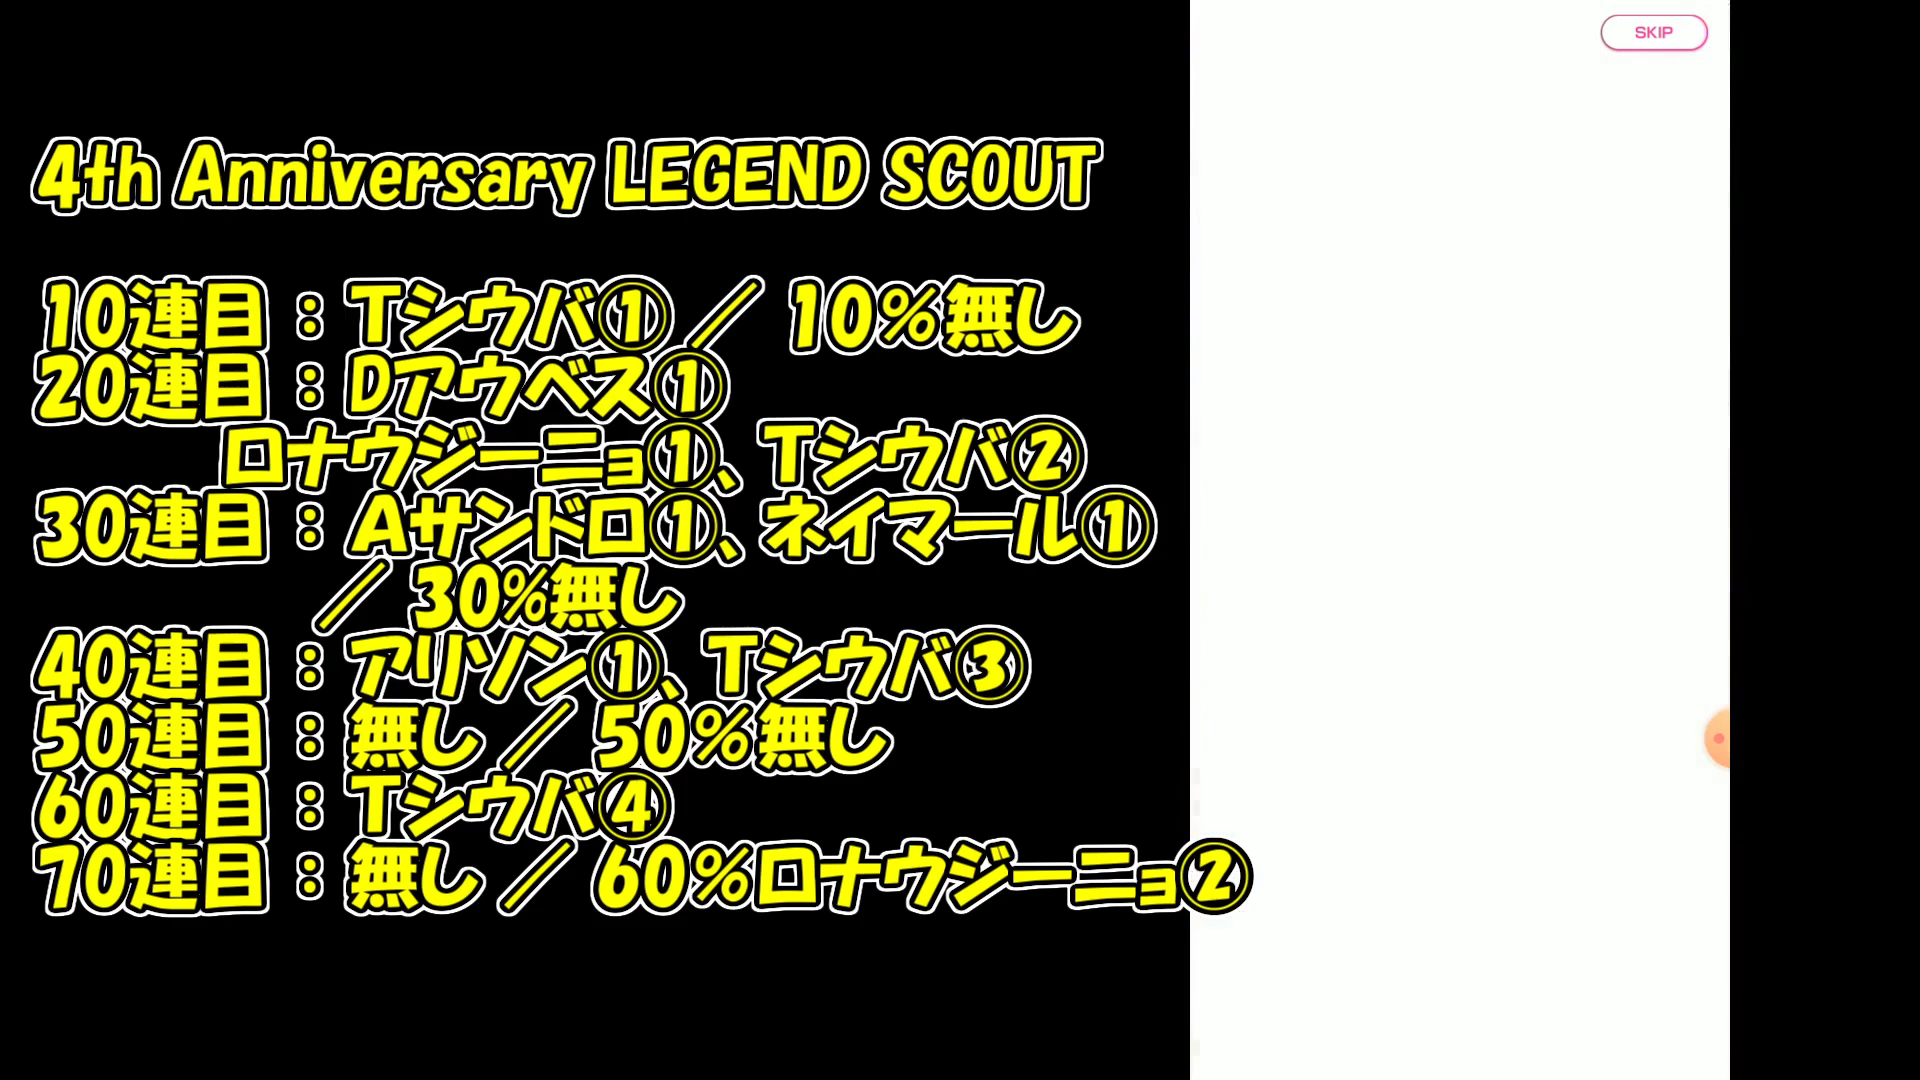 SKIP
4th Anniversary LEGEND SCOUT
10連目：Tシウバ①／ 10%無し
20連目：Dアウベス①
ロナウジーニョ①、Tシウバ②
30連目：Aサンドロ①、ネイマール①
／ 30%無し
40連目：アリソン①、Tシウバ③
50連目：無し／ 50%無し
60連目：Tシウバ④
70連目：無し／ 60%ロナウジーニョ②